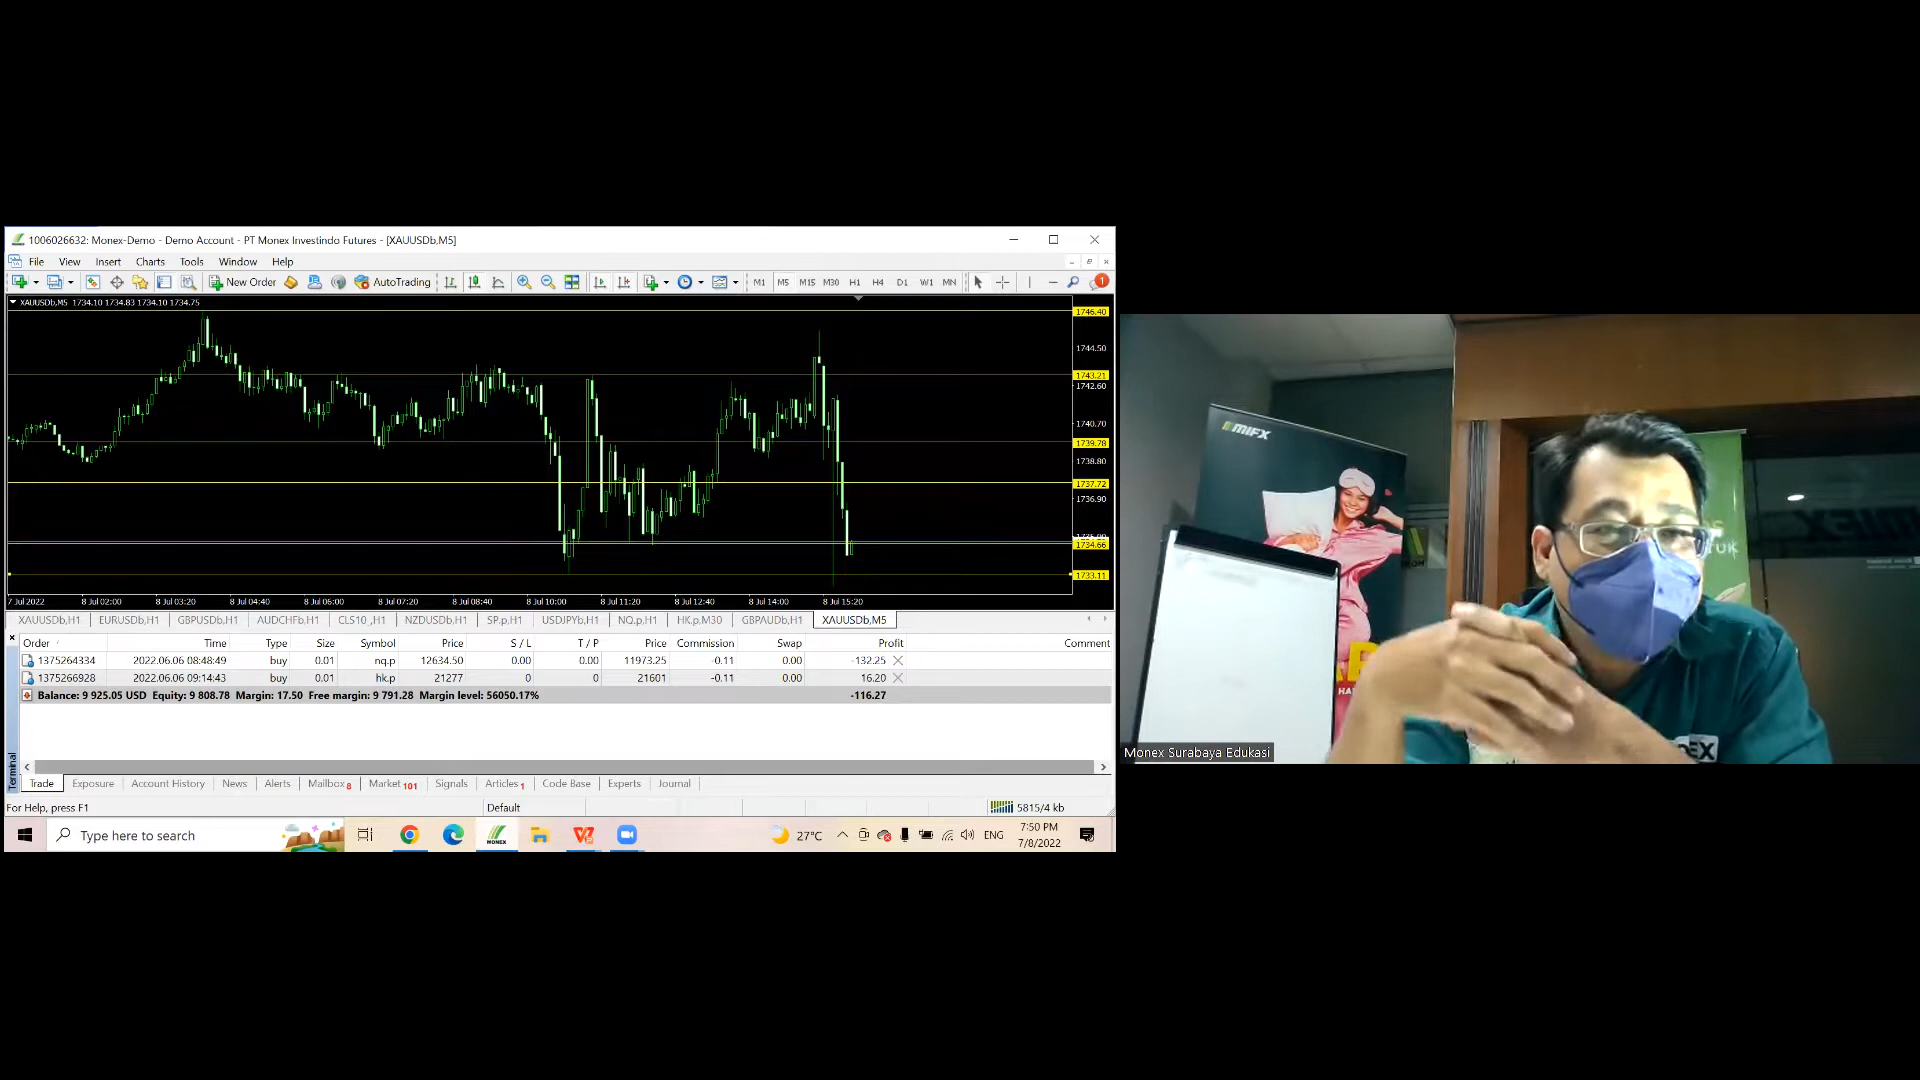 1006026632: Monex-Demo - Demo Account - PT Monex Investindo Futures - [XAUUSDb,M5]
File View Insert Charts Tools Window Help
New Order AutoTrading M1 M5 M15 M30 H1 H4 D1 W1 MN 1
XAUUSDb,M5 1734.10 1734.83 1734.10 1734.75
1746.40
1744.50
1743.21
1742.60
1740.70
1739.78
1738.80
1737.72
1736.90
1734.66
1733.11
7 Jul 2022 8 Jul 02:00 8 Jul 03:20 8 Jul 04:40 8 Jul 06:00 8 Jul 07:20 8 Jul 08:40 8 Jul 10:00 8 Jul 11:20 8 Jul 12:40 8 Jul 14:00 8 Jul 15:20
XAUUSDb,H1 EURUSDb,H1 GBPUSDb,H1 AUDCHFb,H1 CLS10_,H1 NZDUSDb,H1 SP.p,H1 USDJPYb,H1 NQ.p,H1 HK.p,M30 GBPAUDb,H1 XAUUSDb,M5
Order / Time Type Size Symbol Price S / L T / P Price Commission Swap Profit Comment
1375264334 2022.06.06 08:48:49 buy 0.01 nq.p 12634.50 0.00 0.00 11973.25 -0.11 0.00 -132.25
1375266928 2022.06.06 09:14:43 buy 0.01 hk.p 21277 0 0 21601 -0.11 0.00 16.20
Balance: 9 925.05 USD Equity: 9 808.78 Margin: 17.50 Free margin: 9 791.28 Margin level: 56050.17% -116.27
Terminal
Trade Exposure Account History News Alerts Mailbox 8 Market 101 Signals Articles 1 Code Base Experts Journal
For Help, press F1 Default 5815/4 kb
Type here to search MONEX 27°C ENG 7:50 PM
7/8/2022
MIFX
Monex Surabaya Edukasi